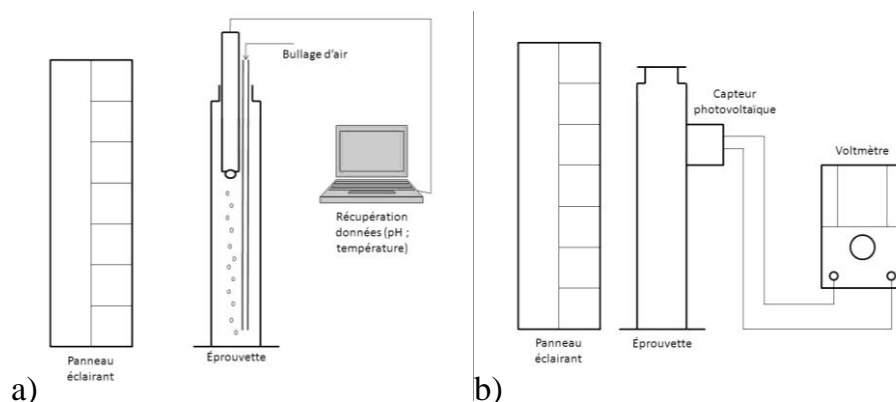 Bullage d'air
Récupération
données (pH ;
température)
Panneau
éclairant
Éprouvette
a)
Capteur
photovoltaïque
Voltmètre
Panneau
éclairant
Éprouvette
b)